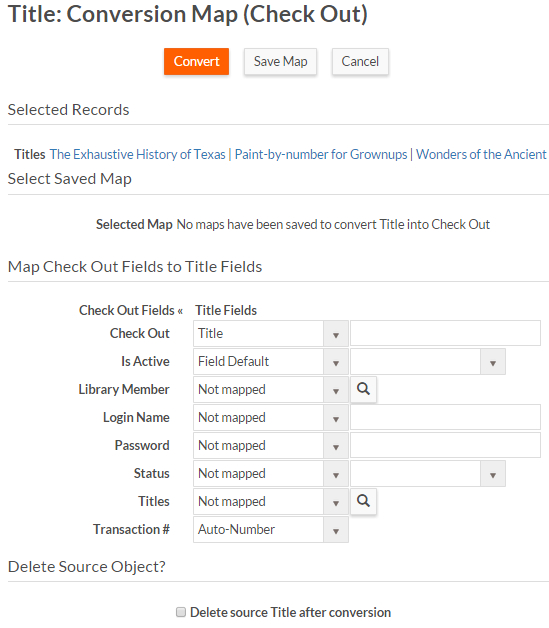 Title: Conversion Map (Check Out)
Convert Save Map Cancel
Selected Records
Titles The Exhaustive History of Texas | Paint-by-number for Grownups | Wonders of the Ancient
Select Saved Map
Selected Map No maps have been saved to convert Title into Check Out
Map Check Out Fields to Title Fields
Check Out Fields « Title Fields
Check Out Title
Is Active Field Default
Library Member Not mapped
Login Name Not mapped
Password Not mapped
Status Not mapped
Titles Not mapped
Transaction # Auto-Number
Delete Source Object?
Delete source Title after conversion